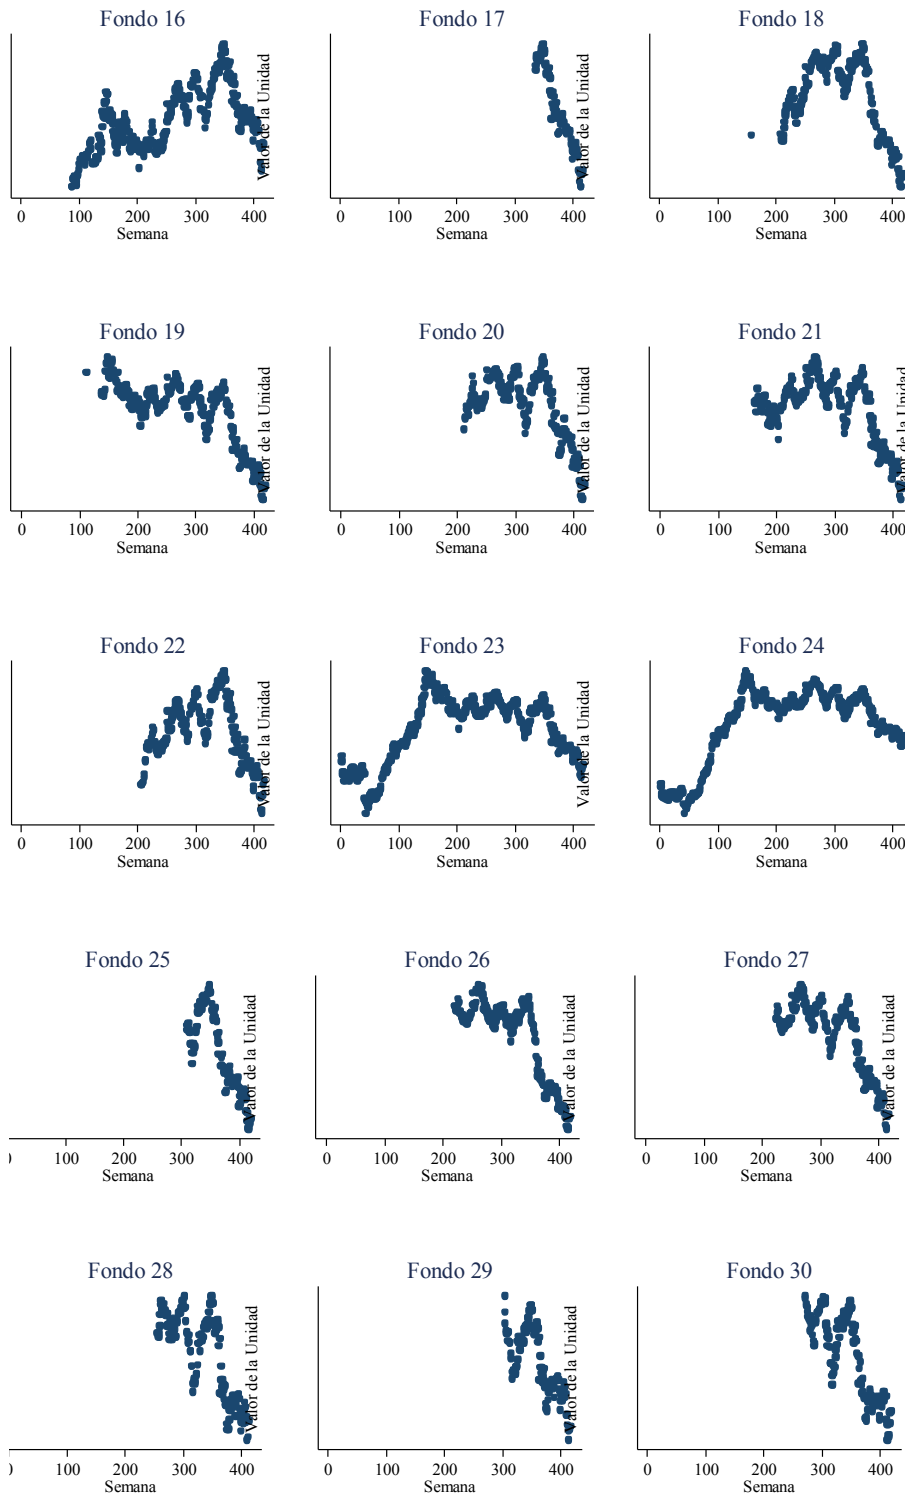 Fondo 16
Fondo 17
Fondo 18
Valor de la Unidad
Valor de la Unidad
0 100 200 300 400
0 100 200 300 400
0 100 200 300 400
Semana
Semana
Semana
Fondo 19
Fondo 20
Fondo 21
Valor de la Unidad
Valor de la Unidad
Valor de la Unidad
0 100 200 300 400
0 100 200 300 400
0 100 200 300 400
Semana
Semana
Semana
Fondo 22
Fondo 23
Fondo 24
Valor de la Unidad
Valor de la Unidad
0 100 200 300 400
0 100 200 300 400
0 100 200 300 400
Semana
Semana
Semana
Fondo 25
Fondo 26
Fondo 27
Valor de la Unidad
Valor de la Unidad
Valor de la Unidad
100 200 300 400
0 100 200 300 400
0 100 200 300 400
Semana
Semana
Semana
Fondo 28
Fondo 29
Fondo 30
Valor de la Unidad
Valor de la Unidad
100 200 300 400
0 100 200 300 400
0 100 200 300 400
Semana
Semana
Semana